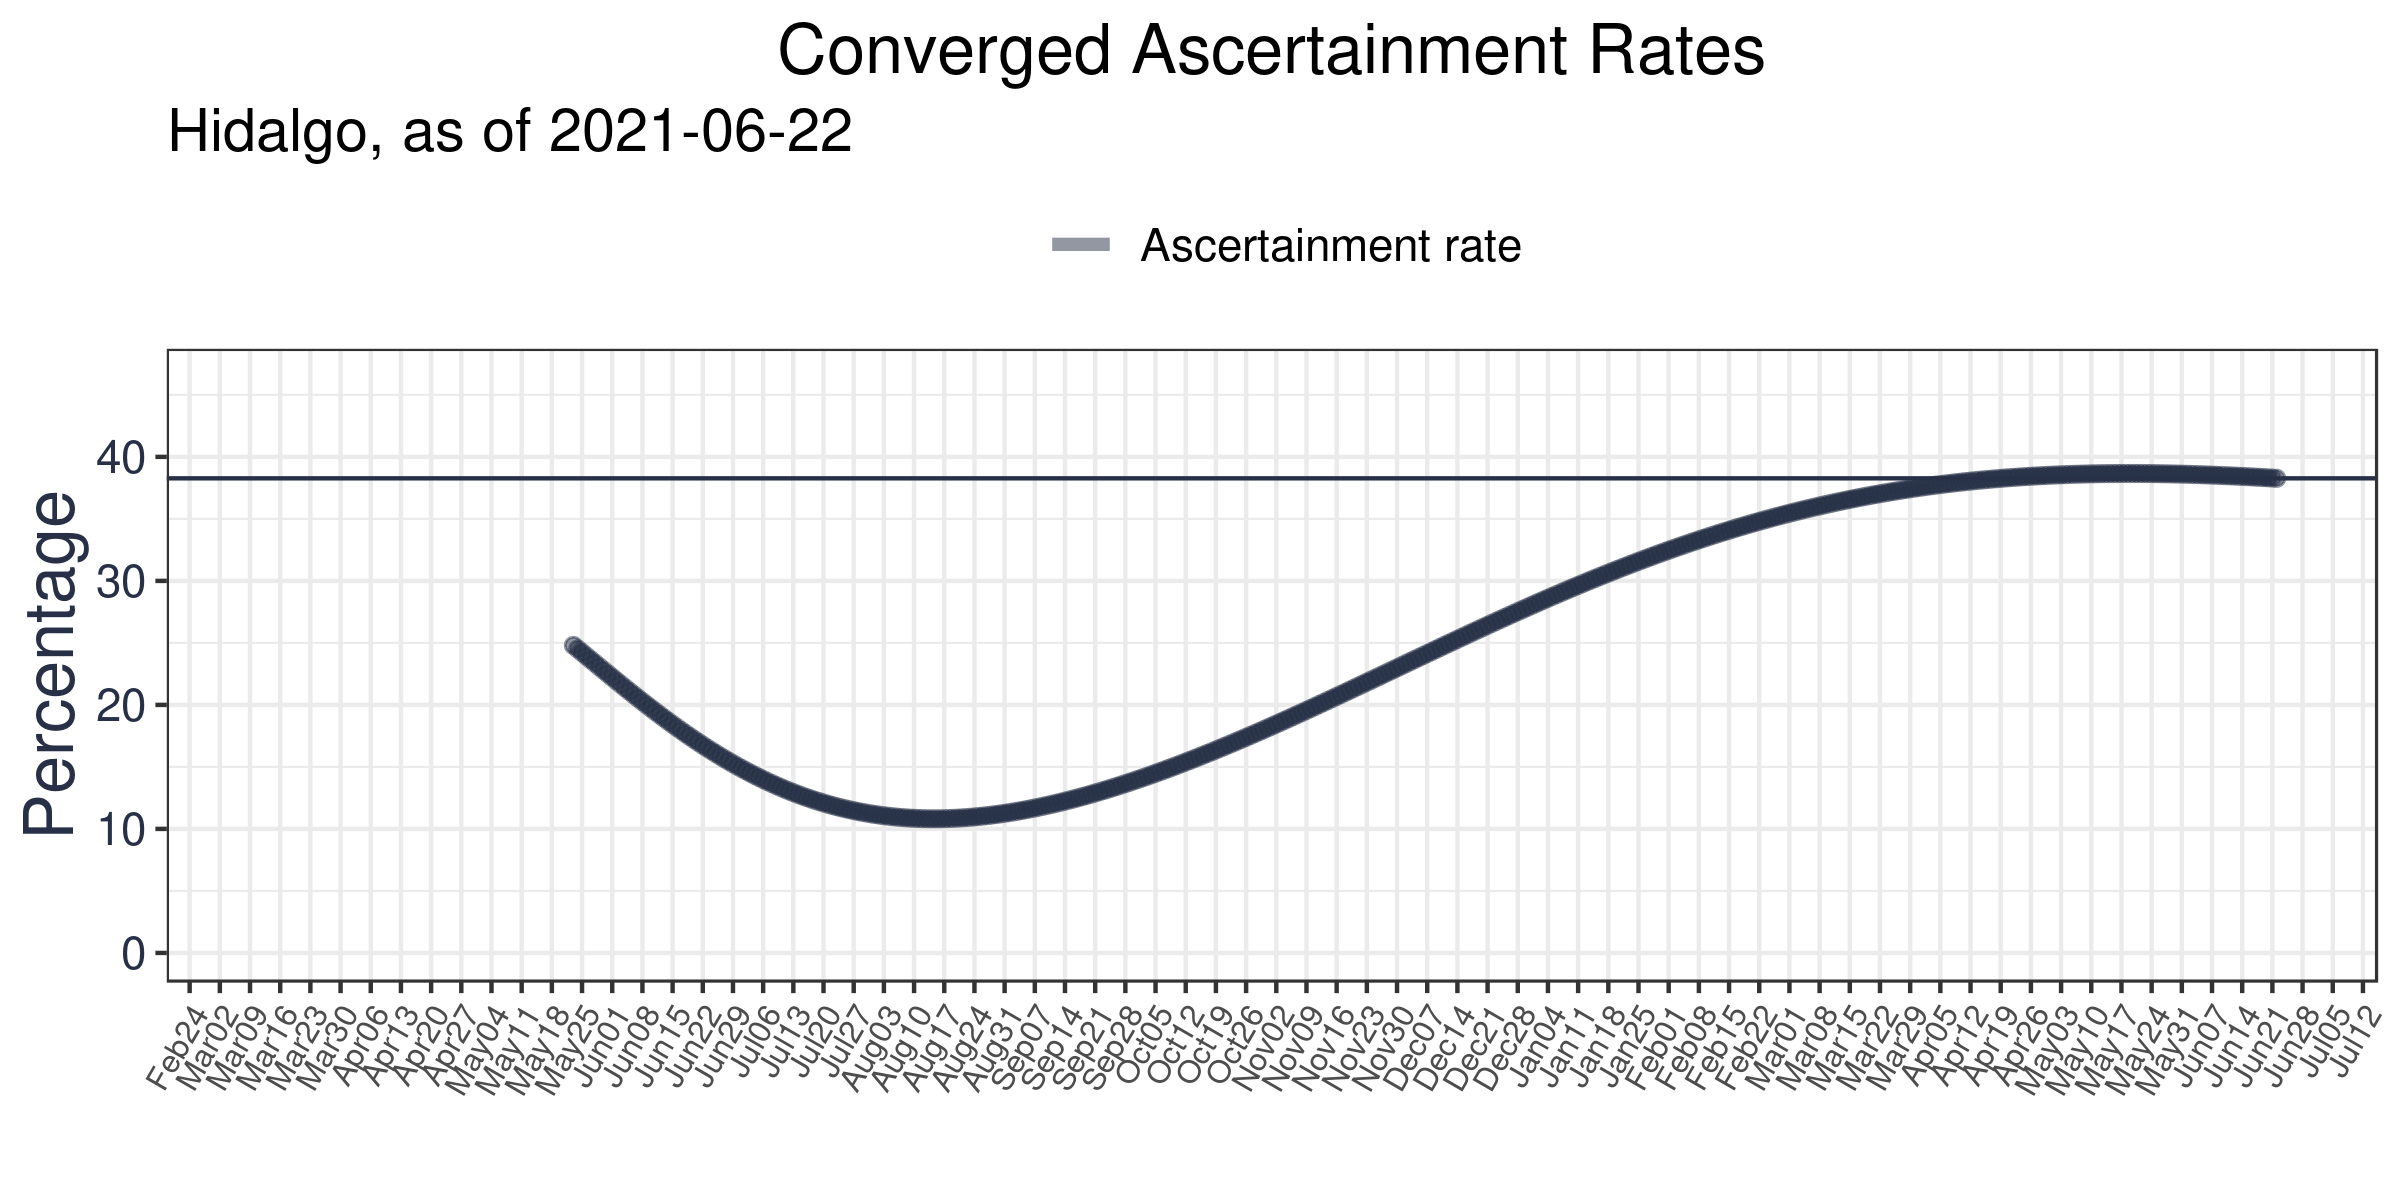 Converged Ascertainment Rates
Hidalgo, as of 2021-06-22
Ascertainment rate
Percentage
40
30
20
10
0
Feb24
Mar02
Mar09
Mar16
Mar23
Mar30
Apr06
Apr13
Apr20
Apr27
May04
May11
May18
May25
Jun01
Jun08
Jun15
Jun22
Jun29
Jul06
Jul13
Jul20
Jul27
Aug03
Aug10
Aug17
Aug24
Aug31
Sep07
Sep14
Sep21
Sep28
Oct05
Oct12
Oct19
Oct26
Nov02
Nov09
Nov16
Nov23
Nov30
Dec07
Dec14
Dec21
Dec28
Jan04
Jan11
Jan18
Jan25
Feb01
Feb08
Feb15
Feb22
Mar01
Mar08
Mar15
Mar22
Mar29
Apr05
Apr12
Apr19
Apr26
May03
May10
May17
May24
May31
Jun07
Jun14
Jun21
Jun28
Jul05
Jul12